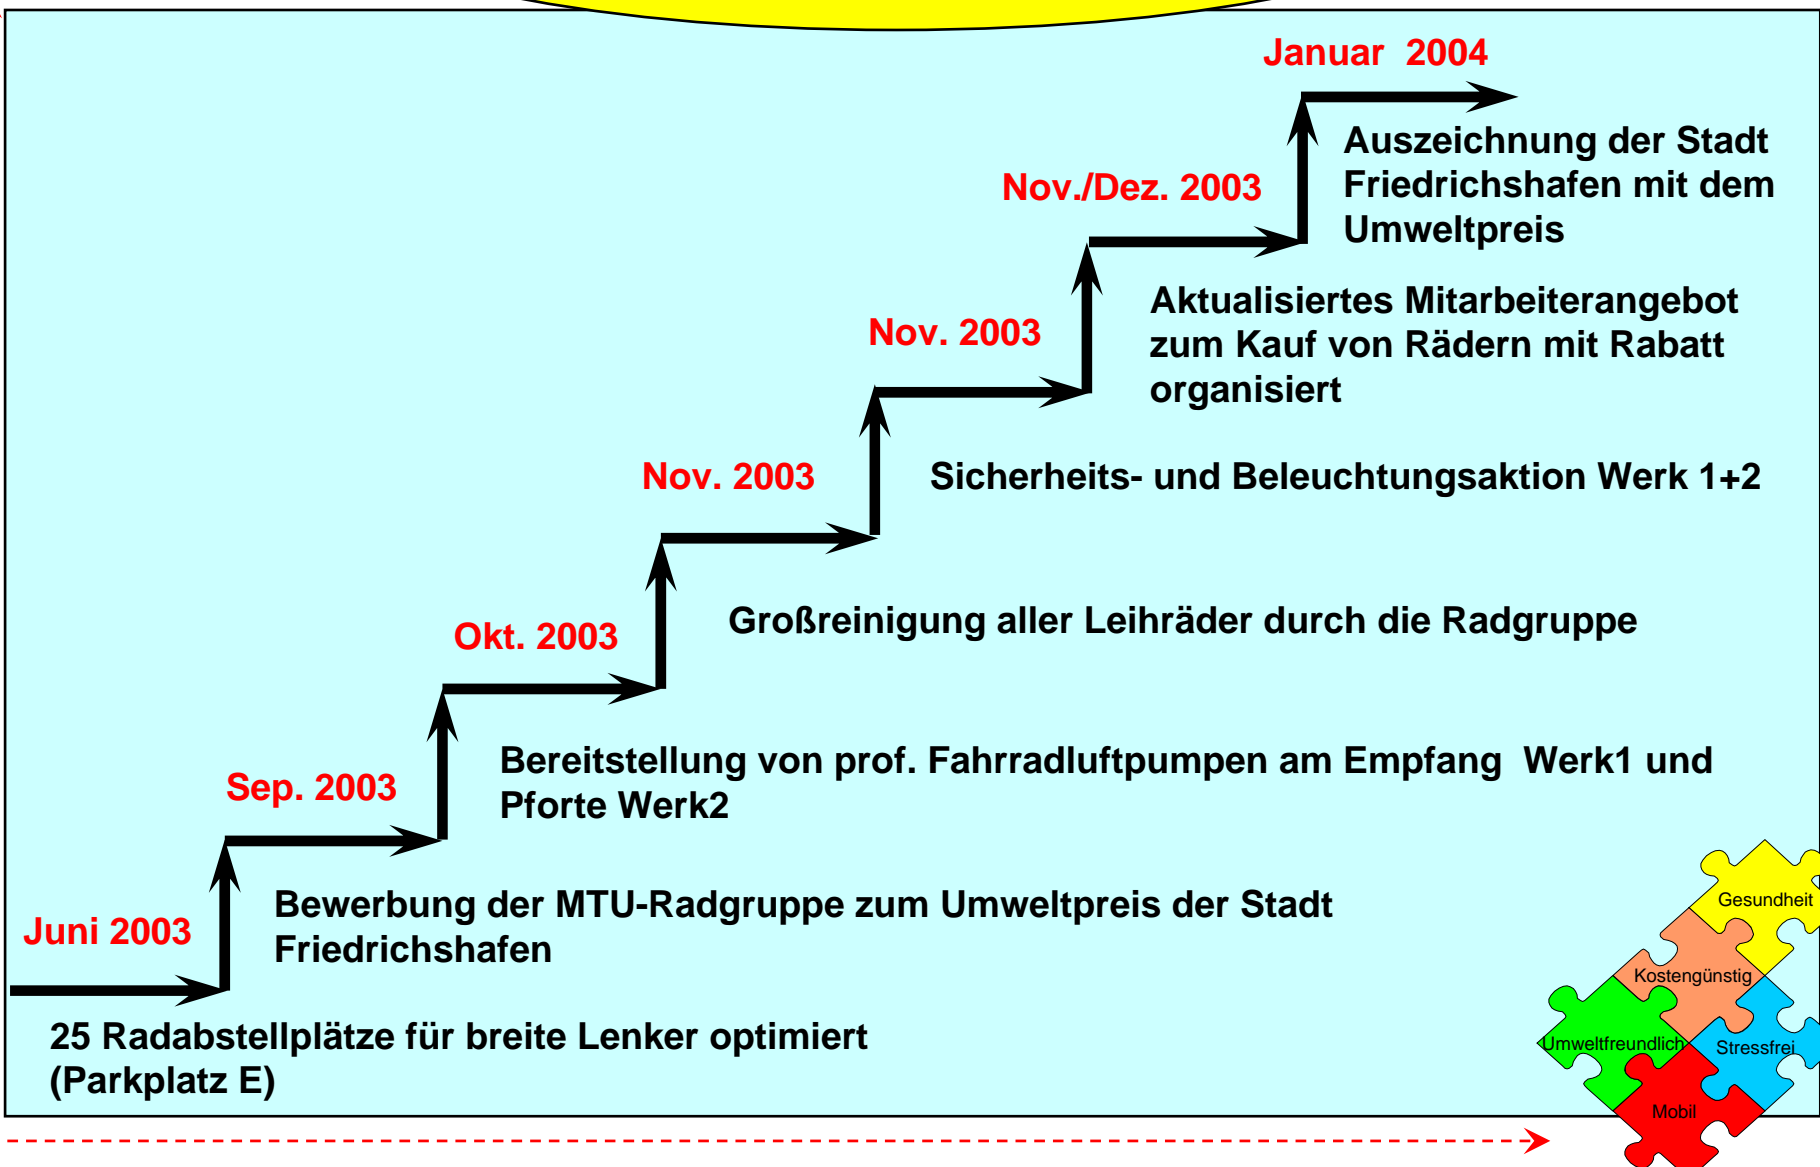 Januar  2004
Auszeichnung der Stadt
Friedrichshafen mit dem
Umweltpreis
Nov./Dez. 2003
Aktualisiertes Mitarbeiterangebot
zum Kauf von Rädern mit Rabatt
organisiert
Nov. 2003
Sicherheits- und Beleuchtungsaktion Werk 1+2
Nov. 2003
Großreinigung aller Leihräder durch die Radgruppe
Okt. 2003
Bereitstellung von prof. Fahrradluftpumpen am Empfang  Werk1 und
Pforte Werk2
Sep. 2003
Bewerbung der MTU-Radgruppe zum Umweltpreis der Stadt
Friedrichshafen
Juni 2003
25 Radabstellplätze für breite Lenker optimiert
(Parkplatz E)
Gesundheit
Kostengünstig
Umweltfreundlich
Stressfrei
Mobil